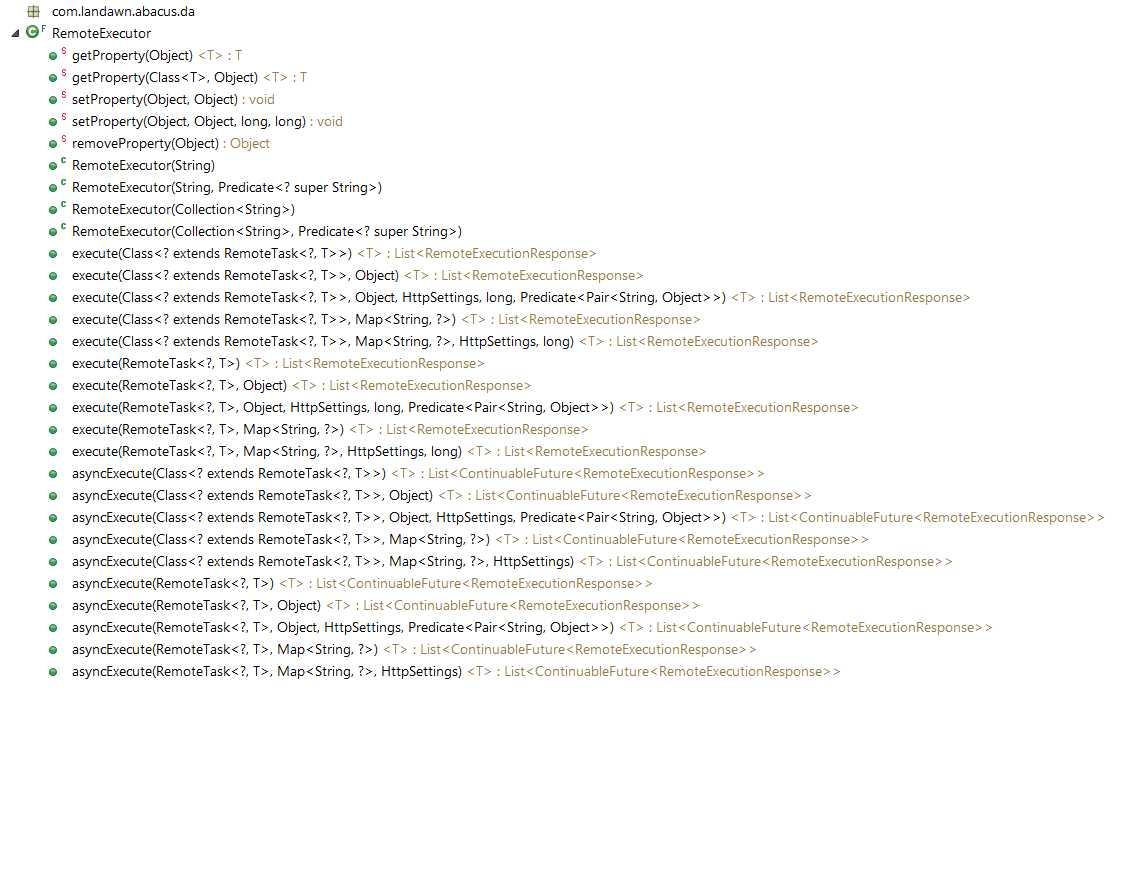 com.landawn.abacus.da
C F RemoteExecutor
S getProperty(Object) <T> : T
S getProperty(Class<T>, Object) <T> : T
S setProperty(Object, Object) : void
S setProperty(Object, Object, long, long) : void
S removeProperty(Object) : Object
C RemoteExecutor(String)
C RemoteExecutor(String, Predicate<? super String>)
C RemoteExecutor(Collection<String>)
C RemoteExecutor(Collection<String>, Predicate<? super String>)
execute(Class<? extends RemoteTask<?, T>>) <T> : List<RemoteExecutionResponse>
execute(Class<? extends RemoteTask<?, T>>, Object) <T> : List<RemoteExecutionResponse>
execute(Class<? extends RemoteTask<?, T>>, Object, HttpSettings, long, Predicate<Pair<String, Object>>) <T> : List<RemoteExecutionResponse>
execute(Class<? extends RemoteTask<?, T>>, Map<String, ?>) <T> : List<RemoteExecutionResponse>
execute(Class<? extends RemoteTask<?, T>>, Map<String, ?>, HttpSettings, long) <T> : List<RemoteExecutionResponse>
execute(RemoteTask<?, T>) <T> : List<RemoteExecutionResponse>
execute(RemoteTask<?, T>, Object) <T> : List<RemoteExecutionResponse>
execute(RemoteTask<?, T>, Object, HttpSettings, long, Predicate<Pair<String, Object>>) <T> : List<RemoteExecutionResponse>
execute(RemoteTask<?, T>, Map<String, ?>) <T> : List<RemoteExecutionResponse>
execute(RemoteTask<?, T>, Map<String, ?>, HttpSettings, long) <T> : List<RemoteExecutionResponse>
asyncExecute(Class<? extends RemoteTask<?, T>>) <T> : List<ContinuableFuture<RemoteExecutionResponse>>
asyncExecute(Class<? extends RemoteTask<?, T>>, Object) <T> : List<ContinuableFuture<RemoteExecutionResponse>>
asyncExecute(Class<? extends RemoteTask<?, T>>, Object, HttpSettings, Predicate<Pair<String, Object>>) <T> : List<ContinuableFuture<RemoteExecutionResponse>>
asyncExecute(Class<? extends RemoteTask<?, T>>, Map<String, ?>) <T> : List<ContinuableFuture<RemoteExecutionResponse>>
asyncExecute(Class<? extends RemoteTask<?, T>>, Map<String, ?>, HttpSettings) <T> : List<ContinuableFuture<RemoteExecutionResponse>>
asyncExecute(RemoteTask<?, T>) <T> : List<ContinuableFuture<RemoteExecutionResponse>>
asyncExecute(RemoteTask<?, T>, Object) <T> : List<ContinuableFuture<RemoteExecutionResponse>>
asyncExecute(RemoteTask<?, T>, Object, HttpSettings, Predicate<Pair<String, Object>>) <T> : List<ContinuableFuture<RemoteExecutionResponse>>
asyncExecute(RemoteTask<?, T>, Map<String, ?>) <T> : List<ContinuableFuture<RemoteExecutionResponse>>
asyncExecute(RemoteTask<?, T>, Map<String, ?>, HttpSettings) <T> : List<ContinuableFuture<RemoteExecutionResponse>>